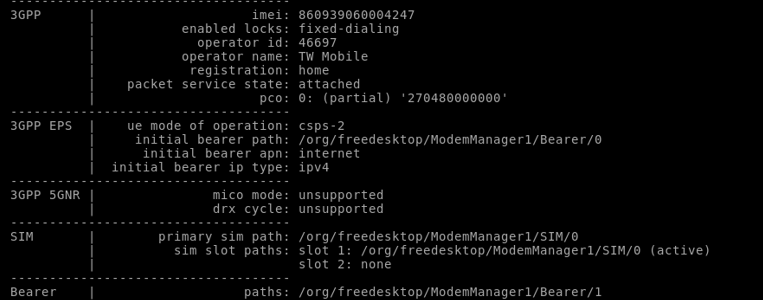 ------------------------------------
3GPP     |                    imei: 860939060004247
         |           enabled locks: fixed-dialing
         |             operator id: 46697
         |           operator name: TW Mobile
         |            registration: home
         |    packet service state: attached
         |                     pco: 0: (partial) '270480000000'
------------------------------------
3GPP EPS |    ue mode of operation: csps-2
         |     initial bearer path: /org/freedesktop/ModemManager1/Bearer/0
         |      initial bearer apn: internet
         |  initial bearer ip type: ipv4
------------------------------------
3GPP 5GNR |               mico mode: unsupported
         |               drx cycle: unsupported
------------------------------------
SIM      |        primary sim path: /org/freedesktop/ModemManager1/SIM/0
         |          sim slot paths: slot 1: /org/freedesktop/ModemManager1/SIM/0 (active)
         |                          slot 2: none
------------------------------------
Bearer   |                   paths: /org/freedesktop/ModemManager1/Bearer/1